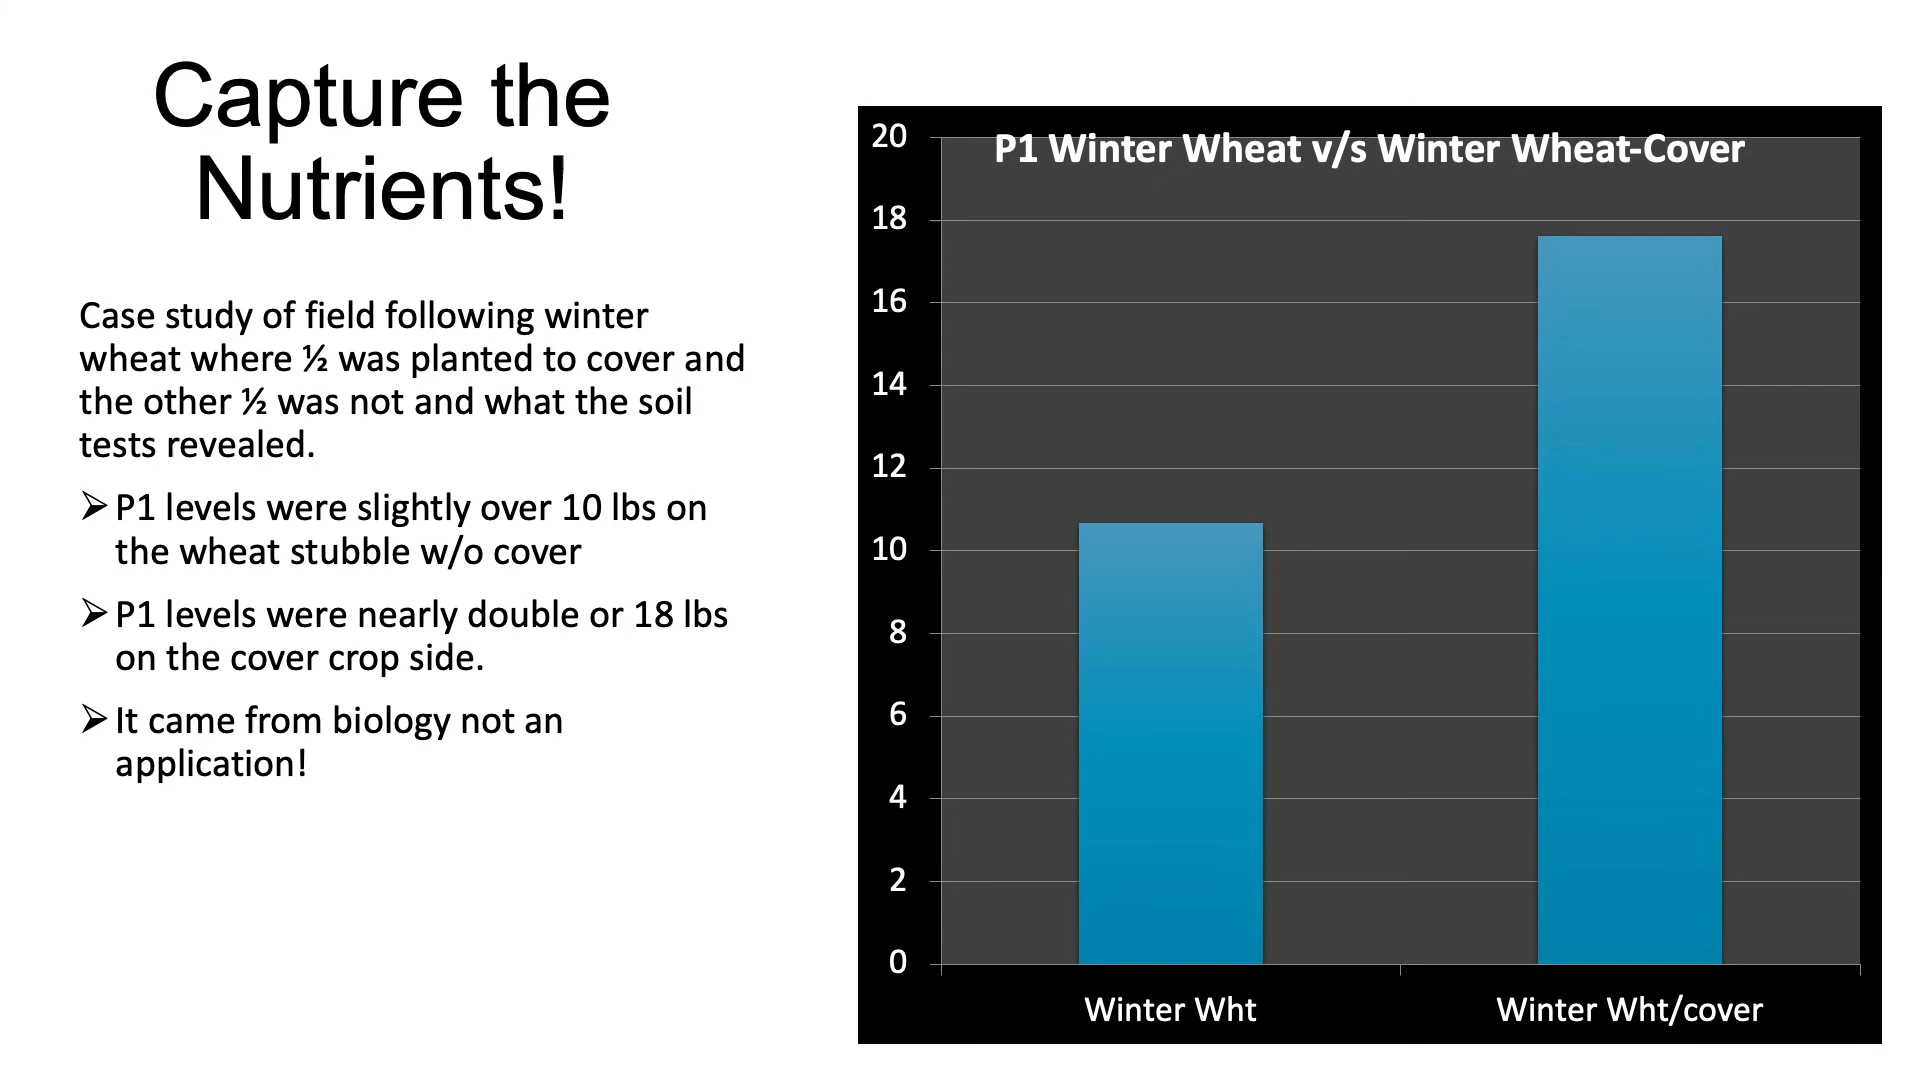 Capture the
Nutrients!
Case study of field following winter
wheat where ½ was planted to cover and
the other ½ was not and what the soil
tests revealed.
➢ P1 levels were slightly over 10 lbs on
the wheat stubble w/o cover
➢ P1 levels were nearly double or 18 lbs
on the cover crop side.
➢ It came from biology not an
application!
P1 Winter Wheat v/s Winter Wheat-Cover
20
18
16
14
12
10
8
6
4
2
0
Winter Wht
Winter Wht/cover